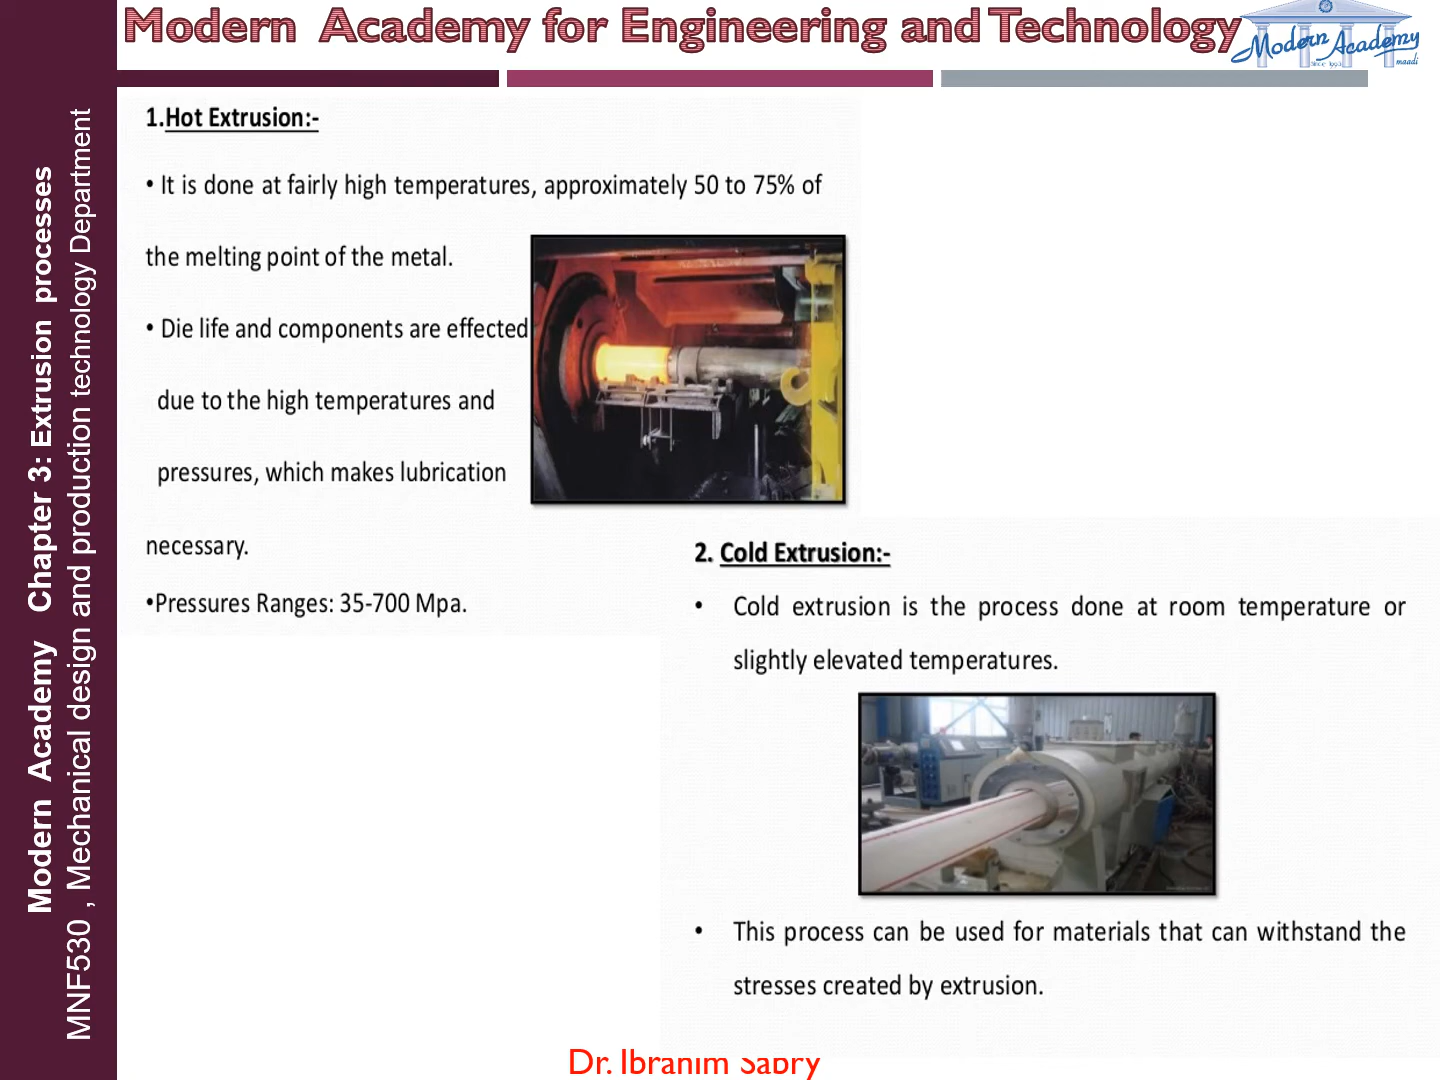 Modern Academy for Engineering and Technology
Modern Academy
Since 1993
maadi
Modern Academy Chapter 3: Extrusion processes
MNF530 , Mechanical design and production technology Department
1.Hot Extrusion:-
• It is done at fairly high temperatures, approximately 50 to 75% of
the melting point of the metal.
• Die life and components are effected
due to the high temperatures and
pressures, which makes lubrication
necessary.
•Pressures Ranges: 35-700 Mpa.
2. Cold Extrusion:-
• Cold extrusion is the process done at room temperature or
slightly elevated temperatures.
• This process can be used for materials that can withstand the
stresses created by extrusion.
Dr. Ibrahim Sabry